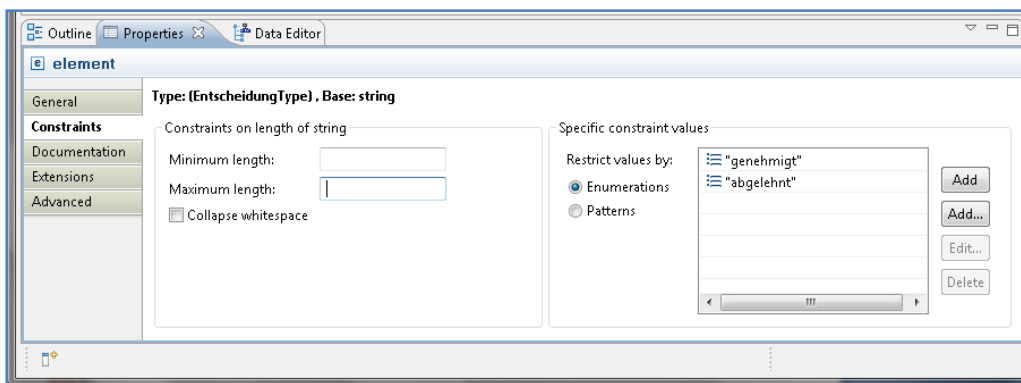 Outline Properties Data Editor
e element
General
Constraints
Documentation
Extensions
Advanced
Type: (EntscheidungType) , Base: string
Constraints on length of string
Minimum length:
Maximum length:
Collapse whitespace
Specific constraint values
Restrict values by:
Enumerations
Patterns
"genehmigt"
"abgelehnt"
Add
Add...
Edit...
Delete